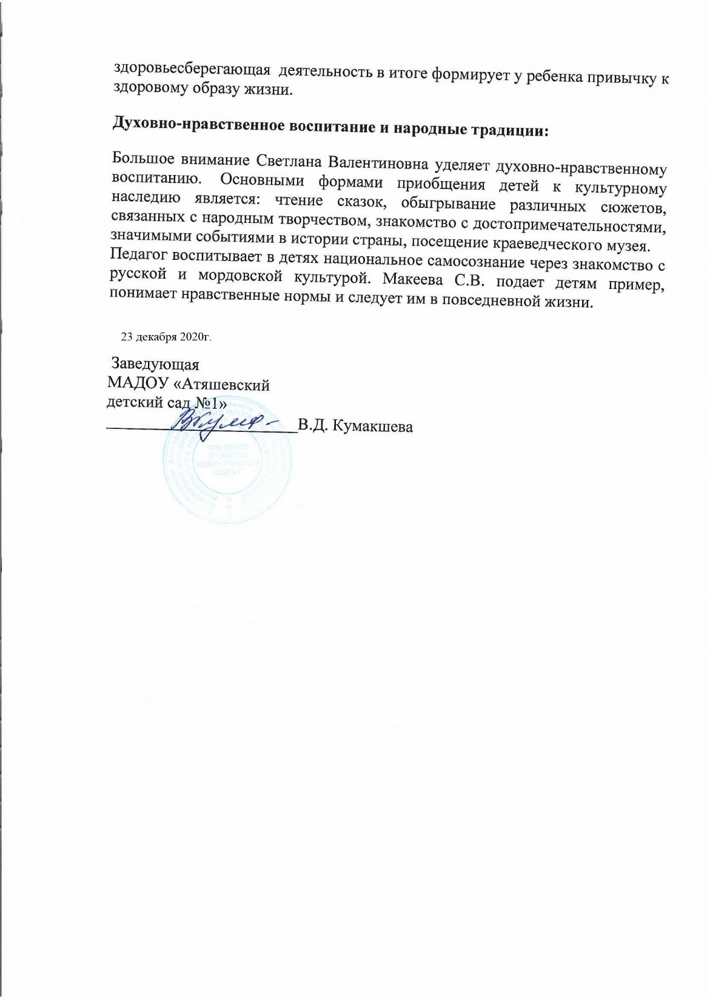 здоровьесберегающая деятельность в итоге формирует у ребенка привычку к
здоровому образу жизни.
Духовно-нравственное воспитание и народные традиции:
Большое внимание Светлана Валентиновна уделяет духовно-нравственному
воспитанию. Основными формами приобщения детей к культурному
наследию является: чтение сказок, обыгрывание различных сюжетов,
связанных с народным творчеством, знакомство с достопримечательностями,
значимыми событиями в истории страны, посещение краеведческого музея.
Педагог воспитывает в детях национальное самосознание через знакомство с
русской и мордовской культурой. Макеева С.В. подает детям пример,
понимает нравственные нормы и следует им в повседневной жизни.
23 декабря 2020г.
Заведующая
МАДОУ «Атяшевский
детский сад №1»
В.Д. Кумакшева